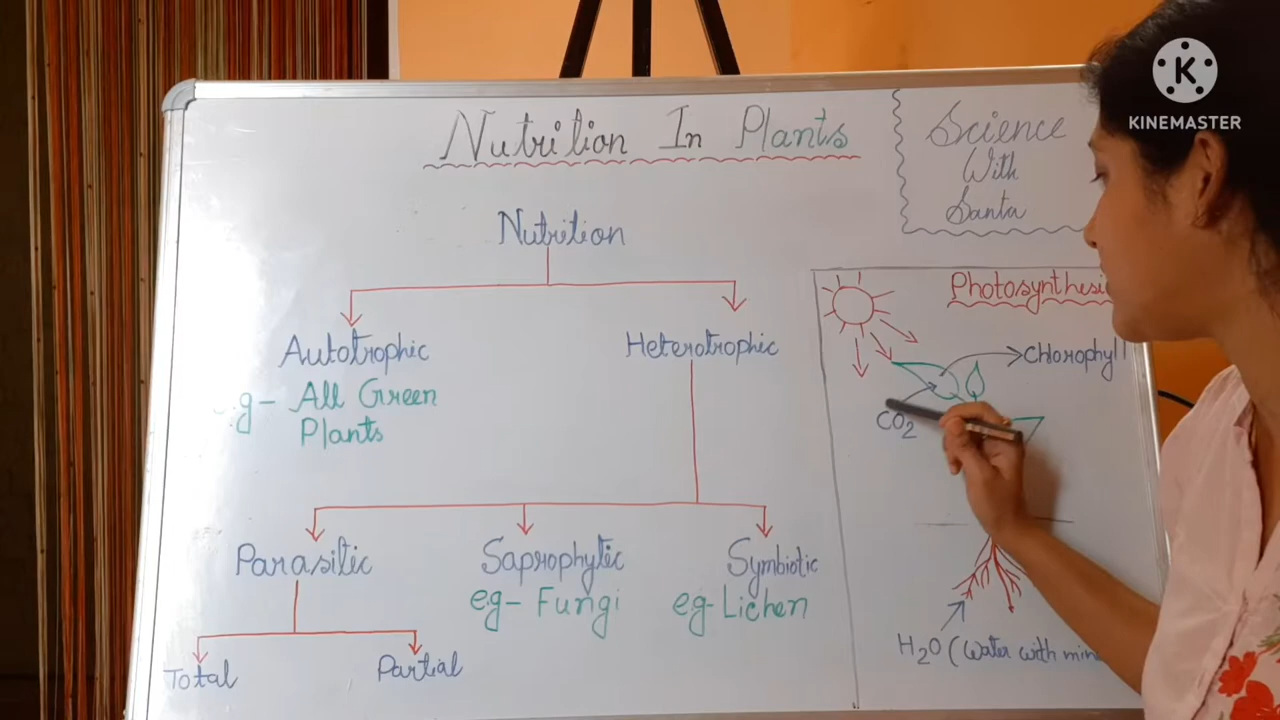 Nutrition In Plants
Science
With
Santa
Nutrition
Autotrophic
Heterotrophic
.g- All Green
Plants
Parasitic
Saprophytic
Symbiotic
e.g- Fungi
eg- Lichen
Total
Partial
Photosynthesi
Chlorophyll
CO2
H2O (Water with min
K
KINEMASTER